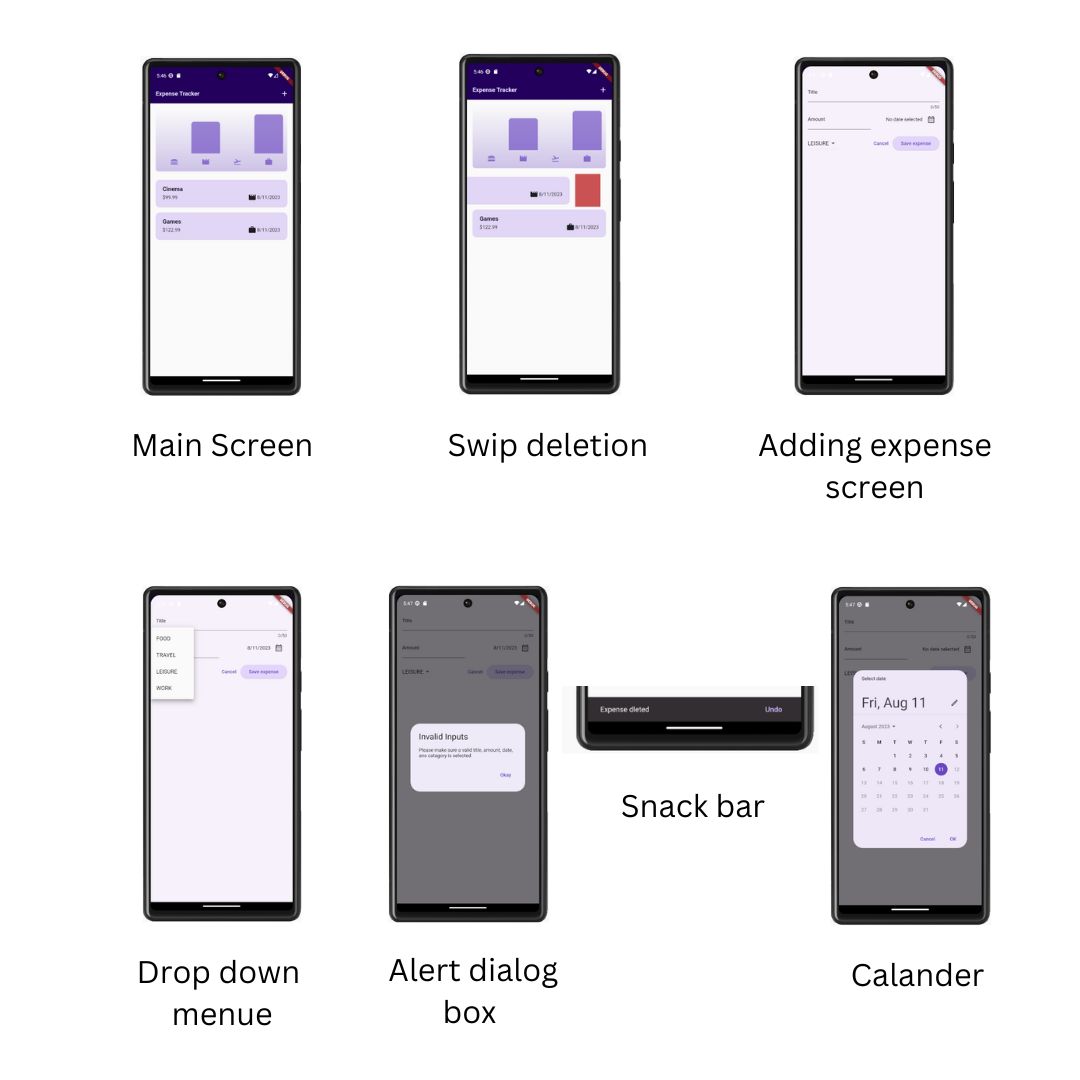 5:46
Expense Tracker +
Cinema
$99.99 8/11/2023
Games
$122.99 8/11/2023
Main Screen
5:46
Expense Tracker +
8/11/2023
Games
$122.99 8/11/2023
Swip deletion
Title
0/50
Amount No date selected
LEISURE Cancel Save expense
Adding expense
screen
Title
0/50
FOOD
8/11/2023
TRAVEL
LEISURE Cancel Save expense
WORK
Drop down
menue
5:47
Title
0/50
Amount 8/11/2023
LEISURE Cancel Save expense
Invalid Inputs
Please make sure a valid title, amount, date,
ans catagory is selected
Okay
Alert dialog
box
Expense dleted Undo
Snack bar
5:47
Title
0/50
Amount No date selected
Select date
Fri, Aug 11
August 2023
S M T W T F S
1 2 3 4 5
6 7 8 9 10 11 12
13 14 15 16 17 18 19
20 21 22 23 24 25 26
27 28 29 30 31
Cancel OK
Calander